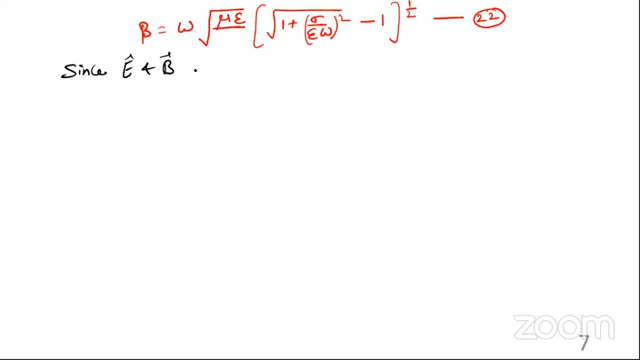 β = ω √(με/) [ √(1 + (σ/εω)²) − 1 ]^(1/2) —— (22)
Since Ê & B⃗ .
zoom
7